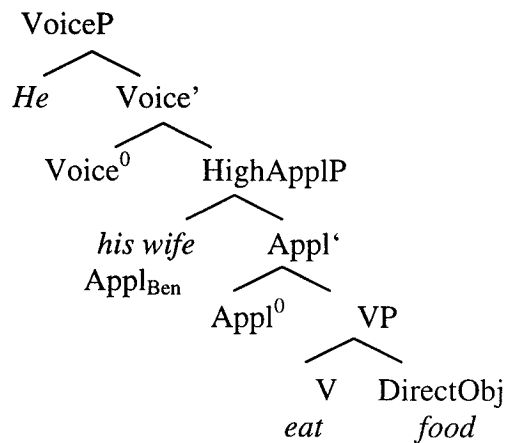 VoiceP
He Voice’
Voice⁰ HighApplP
his wife Appl‘
ApplBen Appl⁰ VP
V DirectObj
eat food